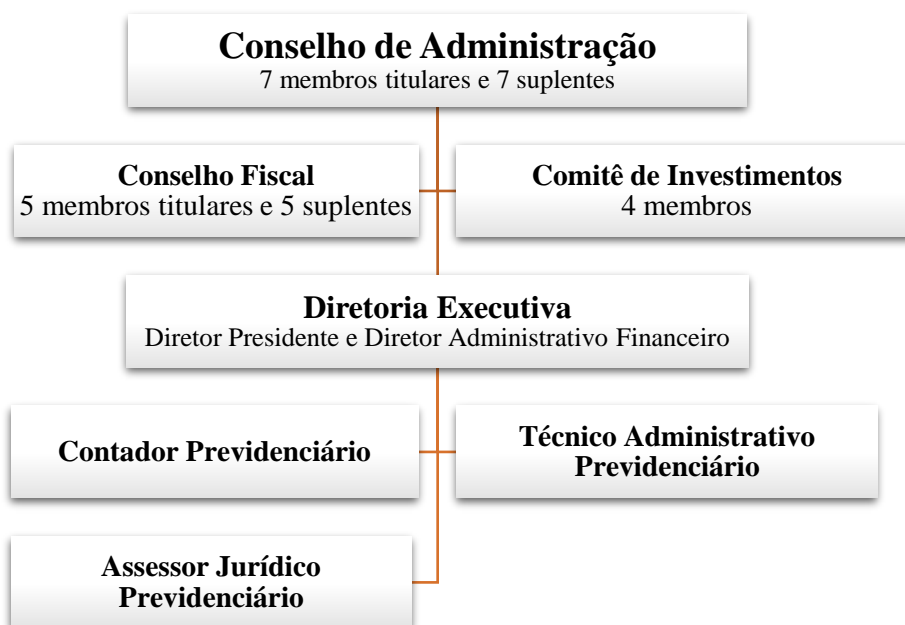 Conselho de Administração
7 membros titulares e 7 suplentes
Conselho Fiscal
5 membros titulares e 5 suplentes
Comitê de Investimentos
4 membros
Diretoria Executiva
Diretor Presidente e Diretor Administrativo Financeiro
Contador Previdenciário
Técnico Administrativo
Previdenciário
Assessor Jurídico
Previdenciário